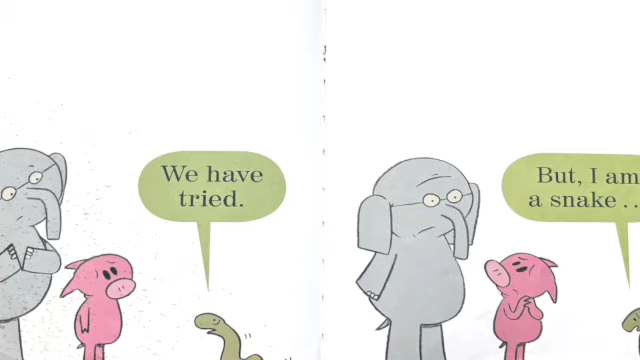 We have
tried.
But, I am
a snake . .